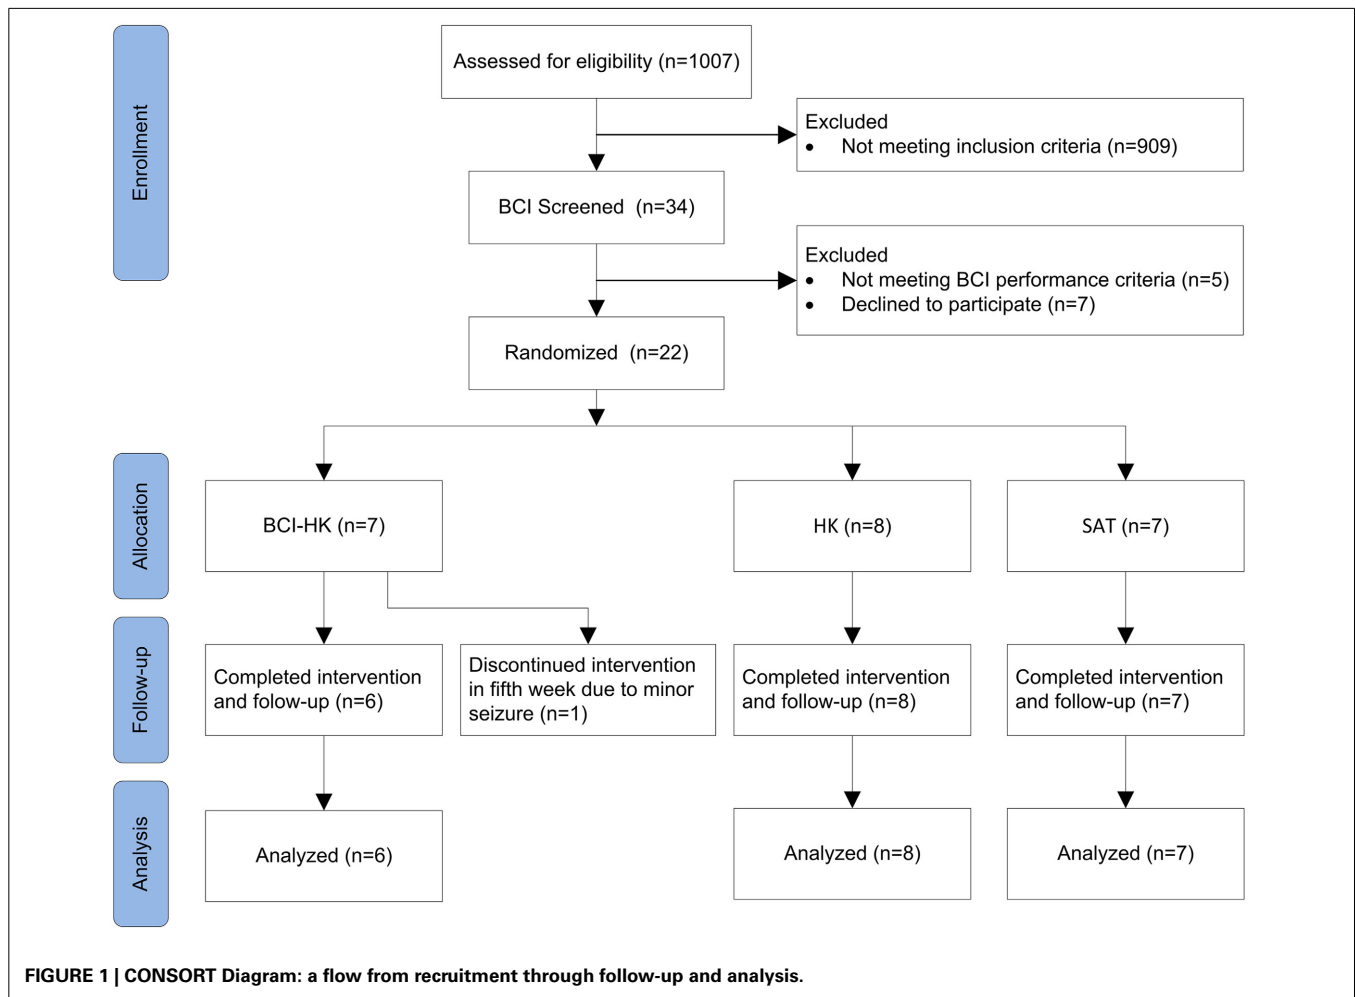 Enrollment
Assessed for eligibility (n=1007)
Excluded
• Not meeting inclusion criteria (n=909)
BCI Screened (n=34)
Excluded
• Not meeting BCI performance criteria (n=5)
• Declined to participate (n=7)
Randomized (n=22)
Allocation
BCI-HK (n=7)
HK (n=8)
SAT (n=7)
Follow-up
Completed intervention
and folow-up (n=6)
Discontinued intervention
in fifth week due to minor
seizure (n=1)
Completed intervention
and follow-up (n=8)
Completed intervention
and follow-up (n=7)
Analysis
Analyzed (n=6)
Analyzed (n=8)
Analyzed (n=7)
FIGURE 1 | CONSORT Diagram: a flow from recruitment through follow-up and analysis.